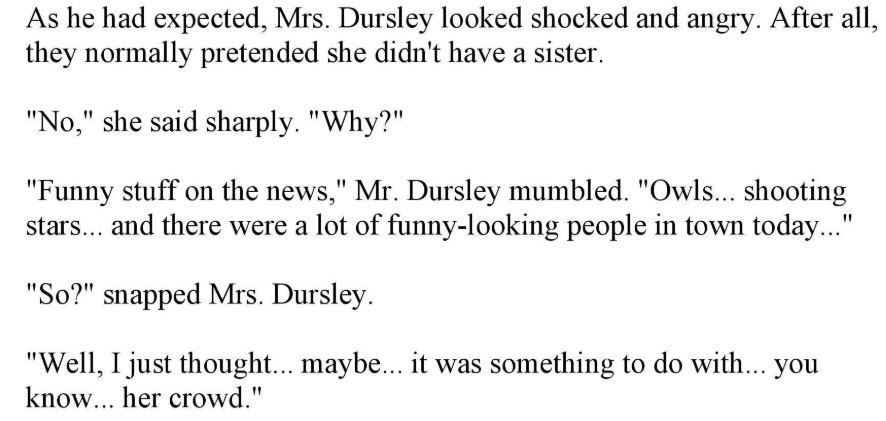 As he had expected, Mrs. Dursley looked shocked and angry. After all,
they normally pretended she didn't have a sister.
"No," she said sharply. "Why?"
"Funny stuff on the news," Mr. Dursley mumbled. "Owls... shooting
stars... and there were a lot of funny-looking people in town today..."
"So?" snapped Mrs. Dursley.
"Well, I just thought... maybe... it was something to do with... you
know... her crowd."